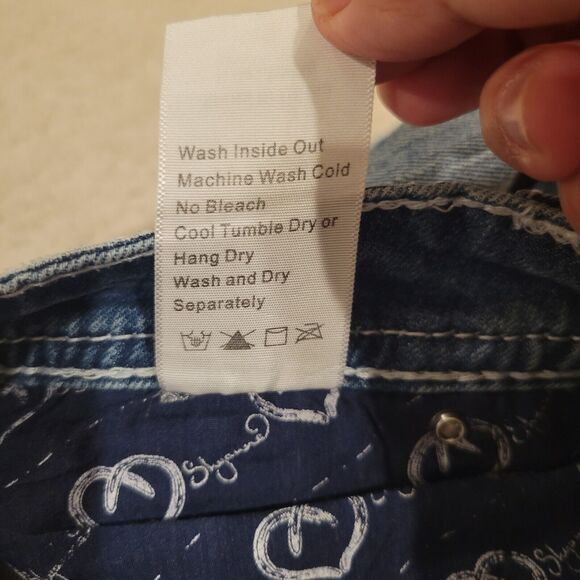 Wash Inside Out
Machine Wash Cold
No Bleach
Cool Tumble Dry or
Hang Dry
Wash and Dry
Separately